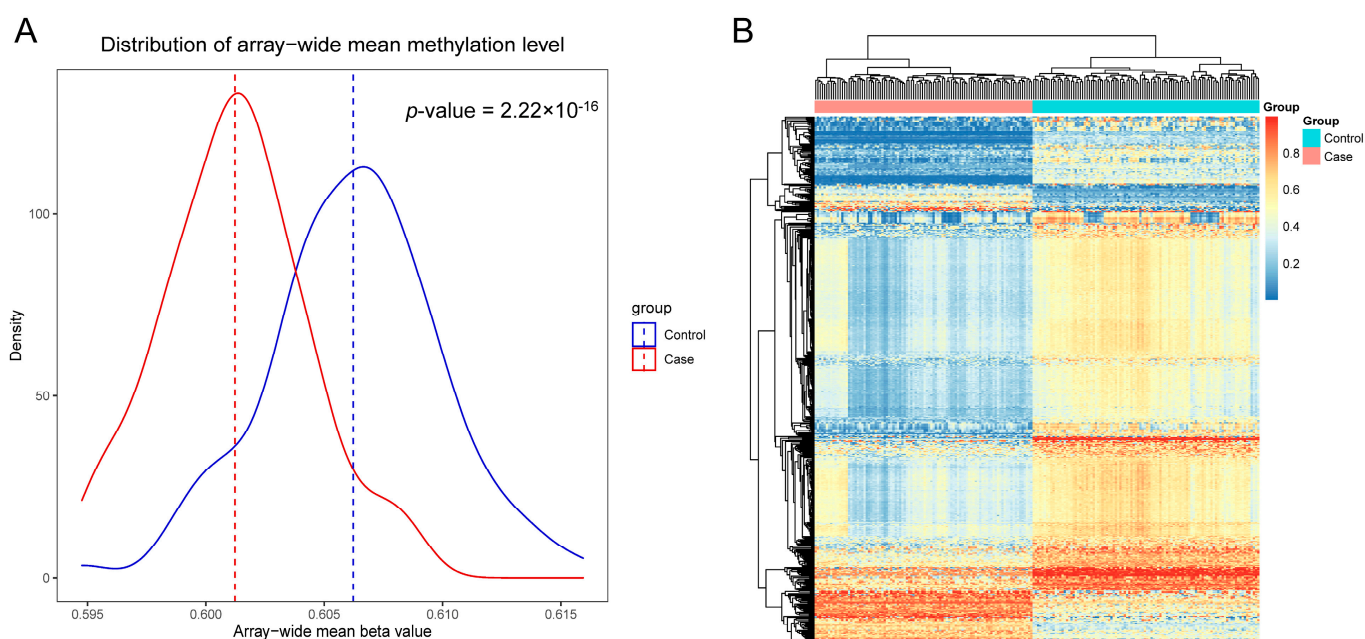 A
Distribution of array−wide mean methylation level
p-value = 2.22×10-16
Density
100
50
0
0.595
0.600
0.605
0.610
0.615
Array−wide mean beta value
group
Control
Case
B
Group
0.8
0.6
0.4
0.2
Group
Control
Case